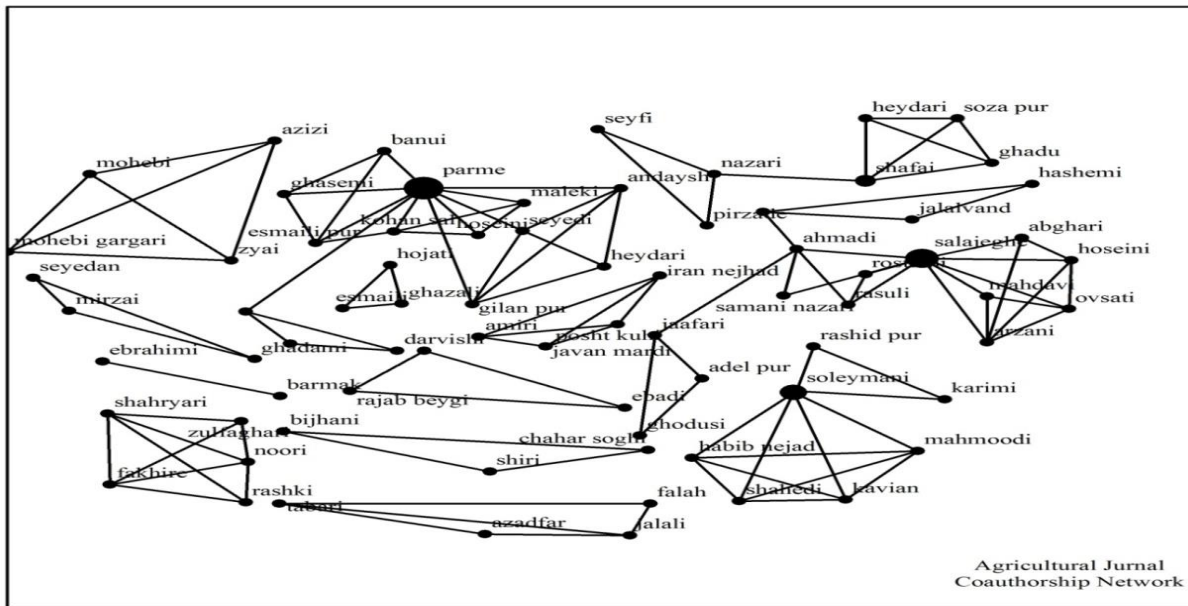 heydari
soza pur
seyfi
azizi
banui
mohebi
parme
nazari
shafai
ghadu
hashemi
ghasemi
maleki
andaysh
jalalvand
pirzade
esmaili pur
kohan sal
hoseini
seyedi
abghari
mohebi gargari
zyai
ahmadi
salajeghe
hoseini
seyedan
hojati
heydari
iran nejhad
mahdavi
mirzai
esmaili
ghazali
gilan pur
samani nazari
rasuli
ovsati
amiri
posht kuh
jaafari
rashid pur
arzani
ebrahimi
ghadami
darvishi
javan mardi
barmak
rajab beygi
ebadi
adel pur
soleymani
karimi
shahryari
zulfaghari
bijhani
chahar soghi
ghodusi
habib nejad
mahmoodi
noori
shiri
fakhire
rashki
tabari
falah
shahedi
kavian
azadfar
jalali
Agricultural Jurnal
Coauthorship Network